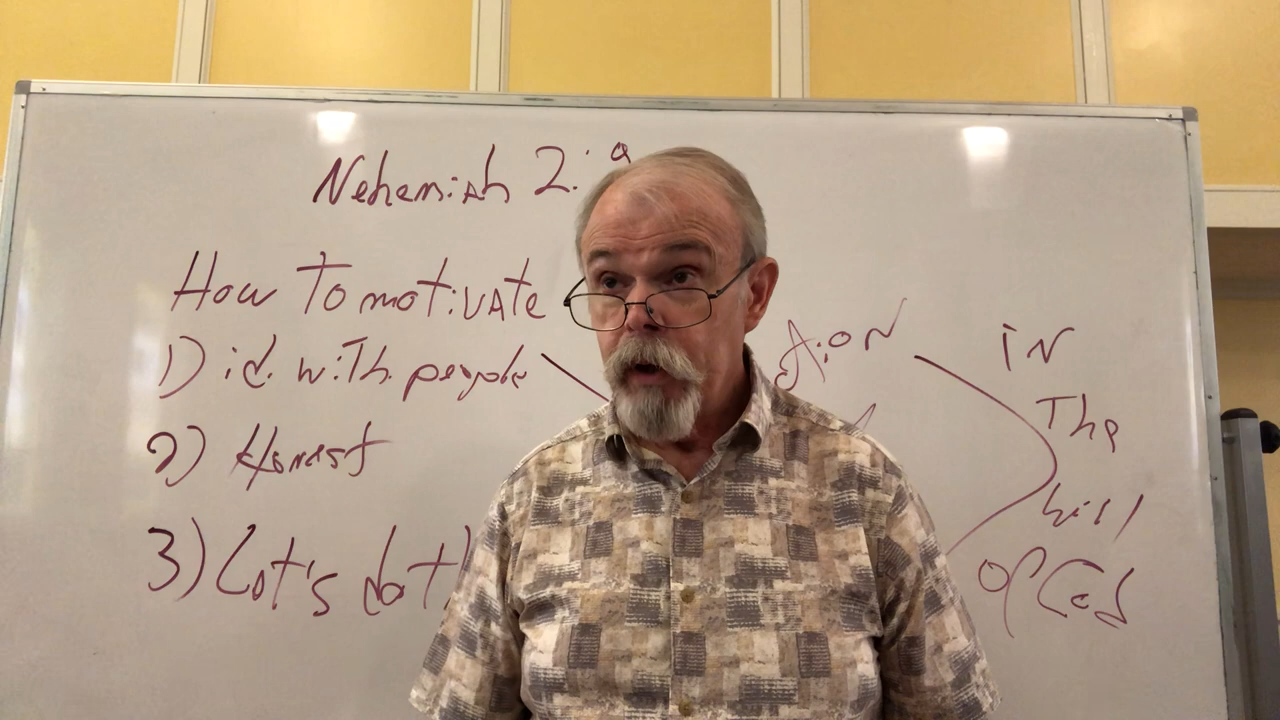 Nehemiah 2:9
How To motivate
1) id. with people
2) Honest
3) Let's do
in
The
will
of God